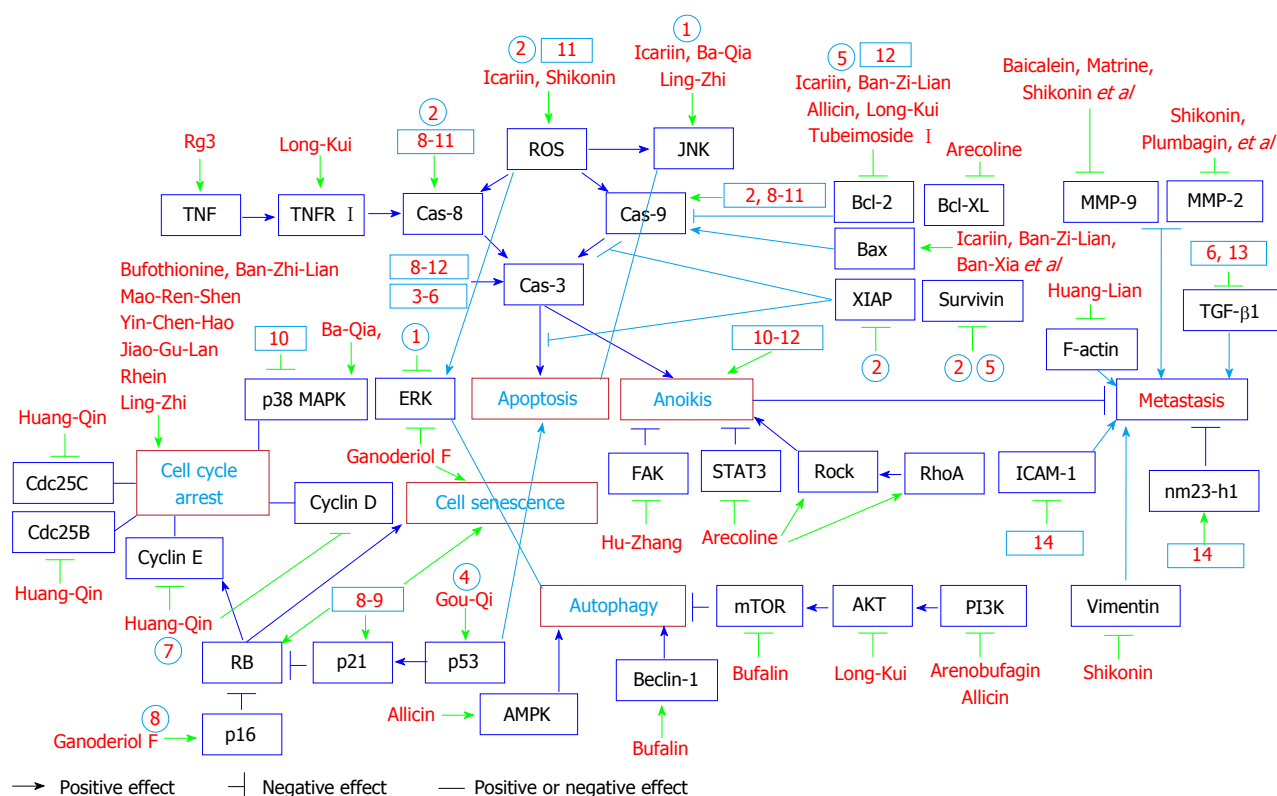 2 11
Icariin, Shikonin
1
Icariin, Ba-Qia
Ling-Zhi
5 12
Icariin, Ban-Zi-Lian
Allicin, Long-Kui
Tubeimoside I
Baicalein, Matrine,
Shikonin et al
Shikonin,
Plumbagin, et al
Rg3
Long-Kui
2
8-11
Arecoline
ROS
JNK
TNF
TNFR I
Cas-8
Cas-9
2, 8-11
Bcl-2
Bcl-XL
MMP-9
MMP-2
Bax
Icariin, Ban-Zi-Lian,
Ban-Xia et al
6, 13
8-12
3-6
Cas-3
XIAP
Survivin
Huang-Lian
TGF-β1
F-actin
Bufothionine, Ban-Zhi-Lian
Mao-Ren-Shen
Yin-Chen-Hao
Jiao-Gu-Lan
Rhein
Ling-Zhi
10
Ba-Qia,
1
10-12
2 5
2
p38 MAPK
ERK
Apoptosis
Anoikis
Metastasis
Huang-Qin
Ganoderiol F
Cdc25C
Cell cycle
arrest
Cyclin D
Cell senescence
FAK
STAT3
Rock
RhoA
ICAM-1
nm23-h1
Cdc25B
Cyclin E
Hu-Zhang
Arecoline
14
14
Huang-Qin
Huang-Qin
7
8-9
4
Gou-Qi
Autophagy
mTOR
AKT
PI3K
Vimentin
RB
p21
p53
Beclin-1
Bufalin
Long-Kui
Arenobufagin
Allicin
Shikonin
8
Ganoderiol F
p16
Allicin
AMPK
Bufalin
Positive effect
Negative effect
Positive or negative effect